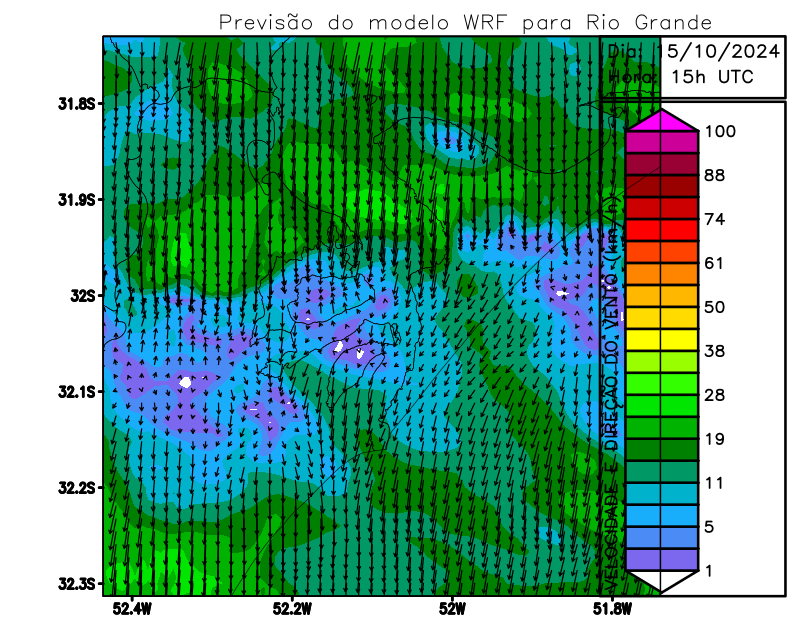 Previsão do modelo WRF para Rio Grande
Dia: 15/10/2024
Hora: 15h UTC
31.8S
31.9S
32S
32.1S
32.2S
32.3S
52.4W
52.2W
52W
51.8W
VELOCIDADE E DIREÇÃO DO VENTO ((km/h)
100
88
74
61
50
38
28
19
11
5
1